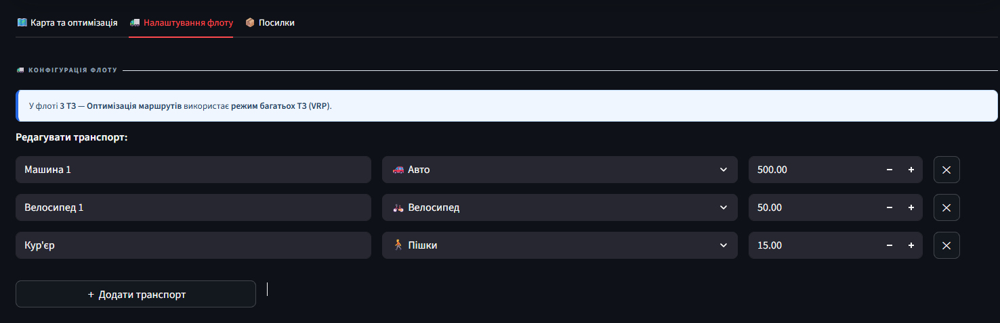 Карта та оптимізація Налаштування флоту Посилки
КОНФІГУРАЦІЯ ФЛОТУ
У флоті 3 ТЗ — Оптимізація маршрутів використає режим багатьох ТЗ (VRP).
Редагувати транспорт:
Машина 1 Авто 500.00 − +
Велосипед 1 Велосипед 50.00 − +
Кур'єр Пішки 15.00 − +
+ Додати транспорт